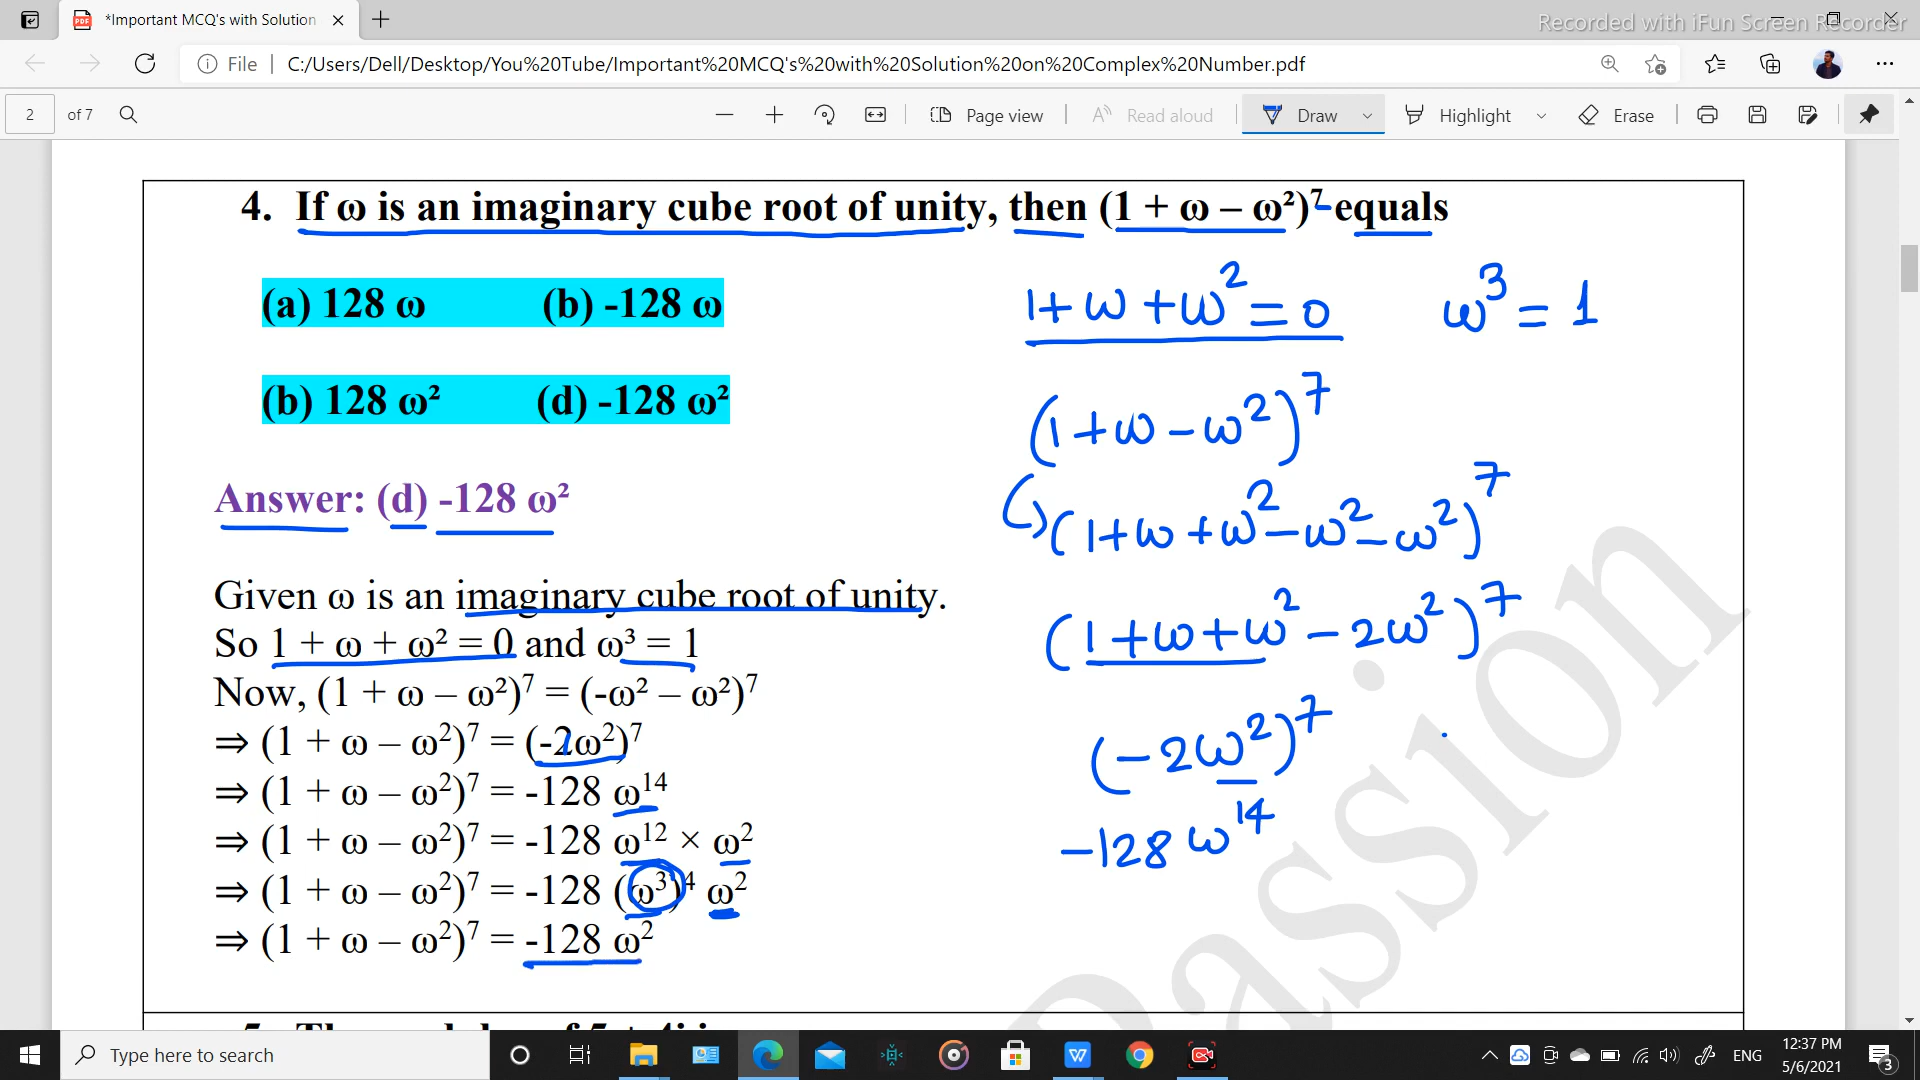 *Important MCQ's with Solution
Recorded with iFun Screen Recorder
File
C:/Users/Dell/Desktop/You%20Tube/Important%20MCQ's%20with%20Solution%20on%20Complex%20Number.pdf
2 of 7
Page view
Read aloud
Draw
Highlight
Erase
4. If ω is an imaginary cube root of unity, then (1 + ω – ω²)⁷ equals
(a) 128 ω (b) -128 ω
(b) 128 ω² (d) -128 ω²
Answer: (d) -128 ω²
Given ω is an imaginary cube root of unity.
So 1 + ω + ω² = 0 and ω³ = 1
Now, (1 + ω – ω²)⁷ = (-ω² – ω²)⁷
⇒ (1 + ω – ω²)⁷ = (-2ω²)⁷
⇒ (1 + ω – ω²)⁷ = -128 ω¹⁴
⇒ (1 + ω – ω²)⁷ = -128 ω¹² × ω²
⇒ (1 + ω – ω²)⁷ = -128 (ω³)⁴ ω²
⇒ (1 + ω – ω²)⁷ = -128 ω²
1+ω+ω²=0 ω³=1
(1+ω-ω²)⁷
(1+ω+ω²-ω²-ω²)⁷
(1+ω+ω²-2ω²)⁷
(-2ω²)⁷
-128ω¹⁴
Passion
Type here to search
ENG
12:37 PM
5/6/2021
3